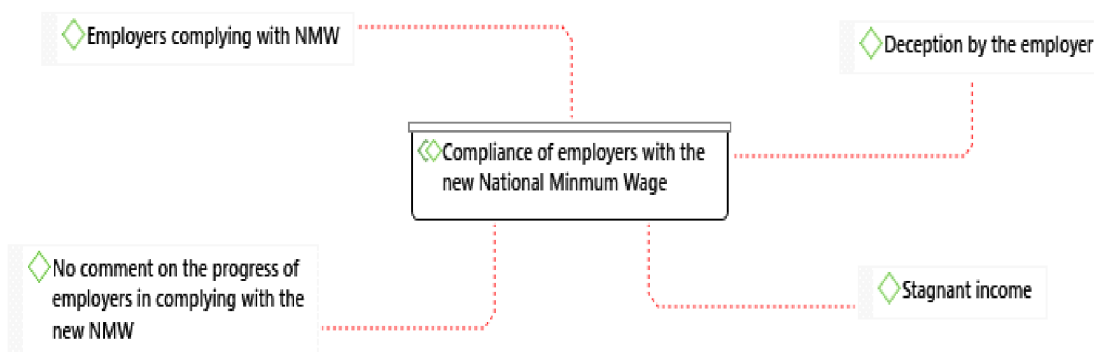 Employers complying with NMW
Deception by the employer
Compliance of employers with the
new National Minmum Wage
No comment on the progress of
employers in complying with the
new NMW
Stagnant income